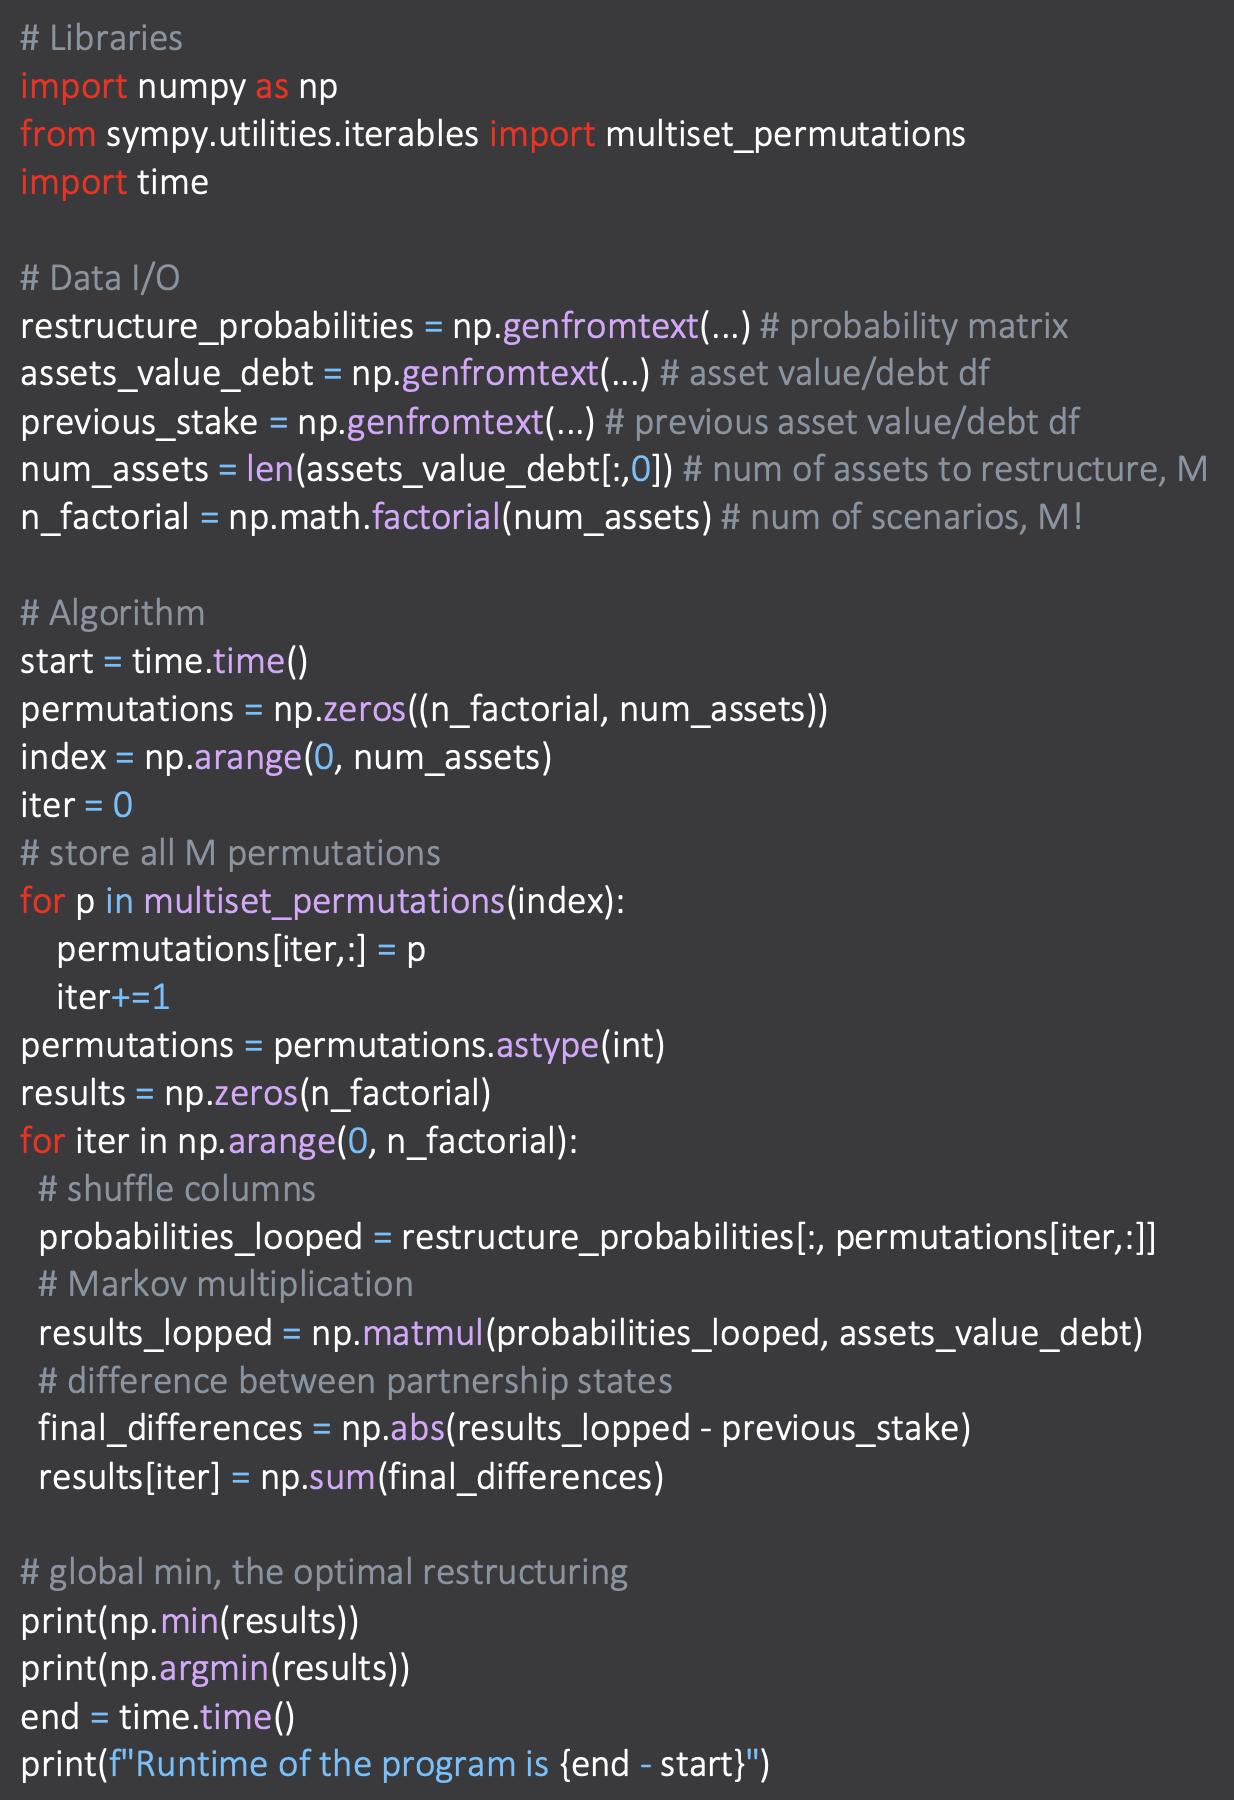 # Libraries
import numpy as np
from sympy.utilities.iterables import multiset_permutations
import time
# Data I/O
restructure_probabilities = np.genfromtext(...) # probability matrix
assets_value_debt = np.genfromtext(...) # asset value/debt df
previous_stake = np.genfromtext(...) # previous asset value/debt df
num_assets = len(assets_value_debt[:,0]) # num of assets to restructure, M
n_factorial = np.math.factorial(num_assets) # num of scenarios, M!
# Algorithm
start = time.time()
permutations = np.zeros((n_factorial, num_assets))
index = np.arange(0, num_assets)
iter = 0
# store all M permutations
for p in multiset_permutations(index):
    permutations[iter,:] = p
    iter+=1
permutations = permutations.astype(int)
results = np.zeros(n_factorial)
for iter in np.arange(0, n_factorial):
  # shuffle columns
  probabilities_looped = restructure_probabilities[:, permutations[iter,:]]
  # Markov multiplication
  results_lopped = np.matmul(probabilities_looped, assets_value_debt)
  # difference between partnership states
  final_differences = np.abs(results_lopped - previous_stake)
  results[iter] = np.sum(final_differences)
# global min, the optimal restructuring
print(np.min(results))
print(np.argmin(results))
end = time.time()
print(f"Runtime of the program is {end - start}")